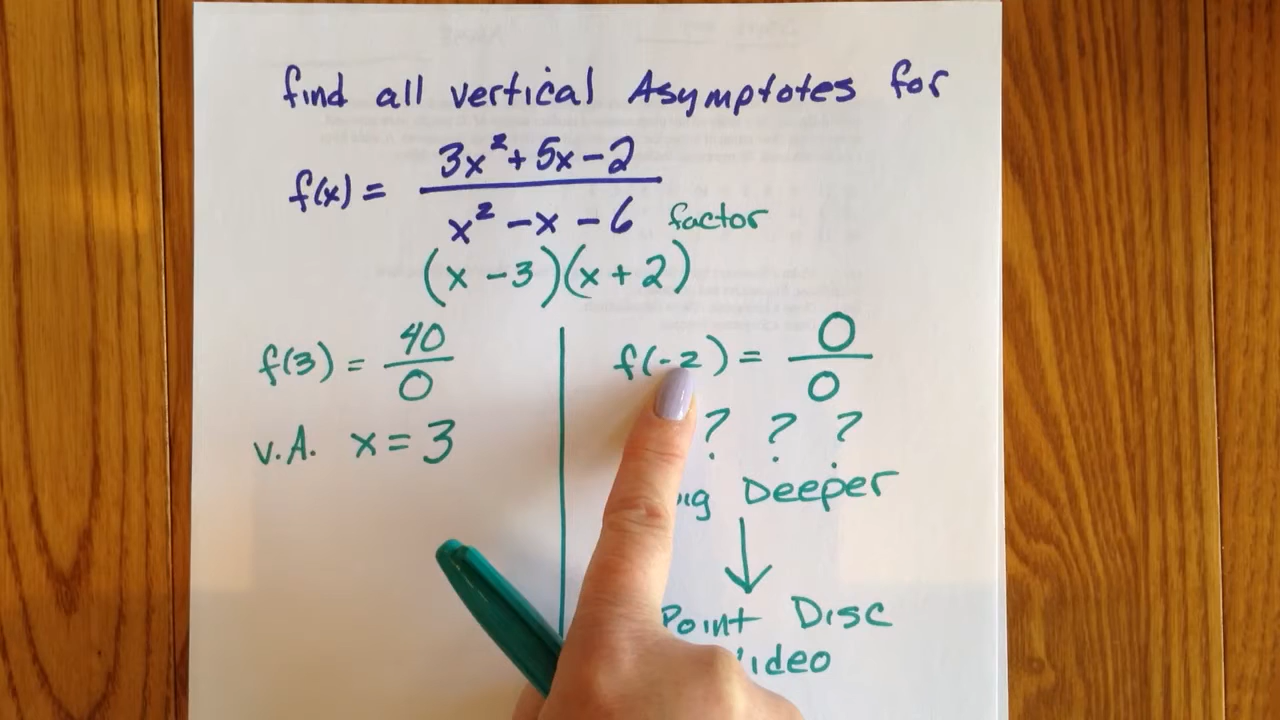 find all vertical Asymptotes for
f(x) = 3x² + 5x - 2 / x² - x - 6 factor
(x - 3)(x + 2)
f(3) = 40/0
V.A. x = 3
f(-2) = 0/0
? ? ?
Deeper
Point Disc